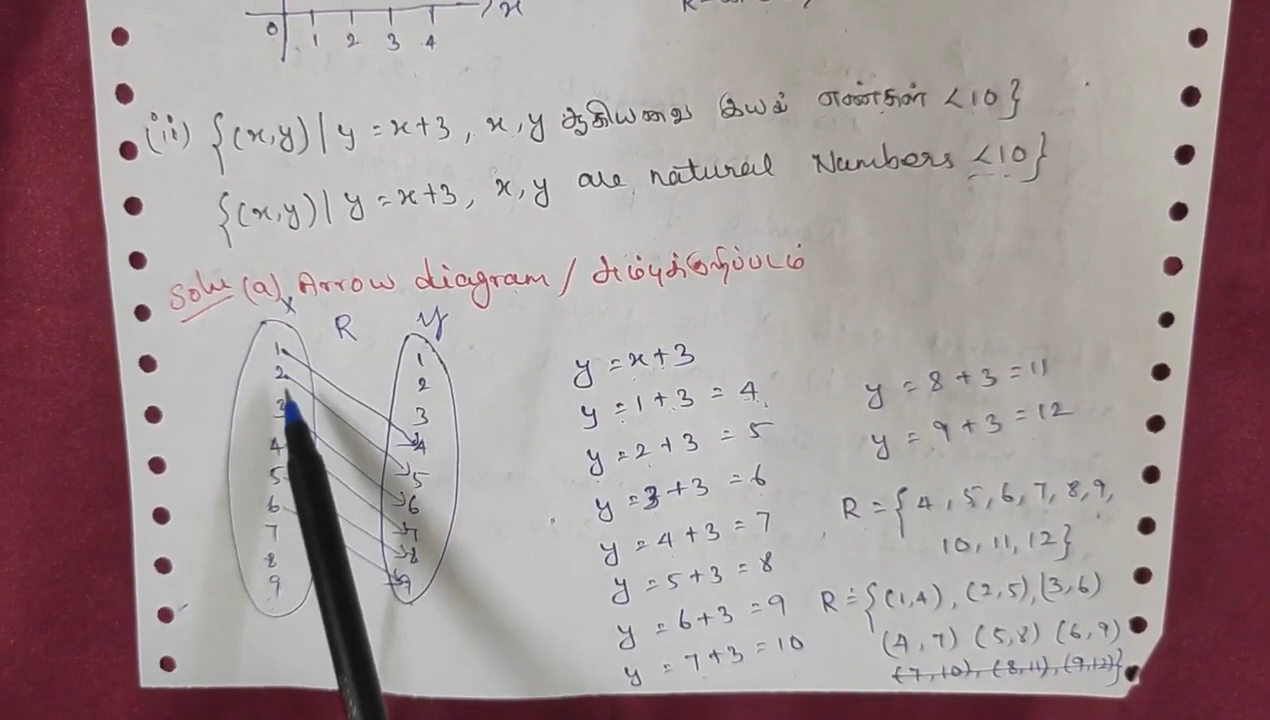 0 1 2 3 4 x
(ii) {(x,y) | y = x+3, x, y ஆகியவை இயல் எண்கள் <10}
{(x,y) | y = x+3, x, y are natural Numbers <10}
Solu (a) Arrow diagram / அம்புக்குறிப்படம்
X R y
1 1
2 2
3 3
4 4
5 5
6 6
7 7
8 8
9 9
y = x+3
y = 1+3 = 4
y = 2+3 = 5
y = 3+3 = 6
y = 4+3 = 7
y = 5+3 = 8
y = 6+3 = 9
y = 7+3 = 10
y = 8+3 = 11
y = 9+3 = 12
R = {4, 5, 6, 7, 8, 9,
10, 11, 12}
R = {(1,4), (2,5), (3,6)
(4,7) (5,8) (6,9)
(7,10), (8,11), (9,12)}